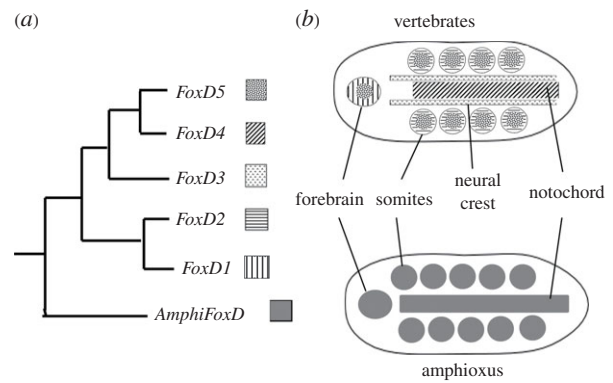 (a)
FoxD5
FoxD4
FoxD3
FoxD2
FoxD1
AmphiFoxD
(b)
vertebrates
forebrain
somites
neural
crest
notochord
amphioxus